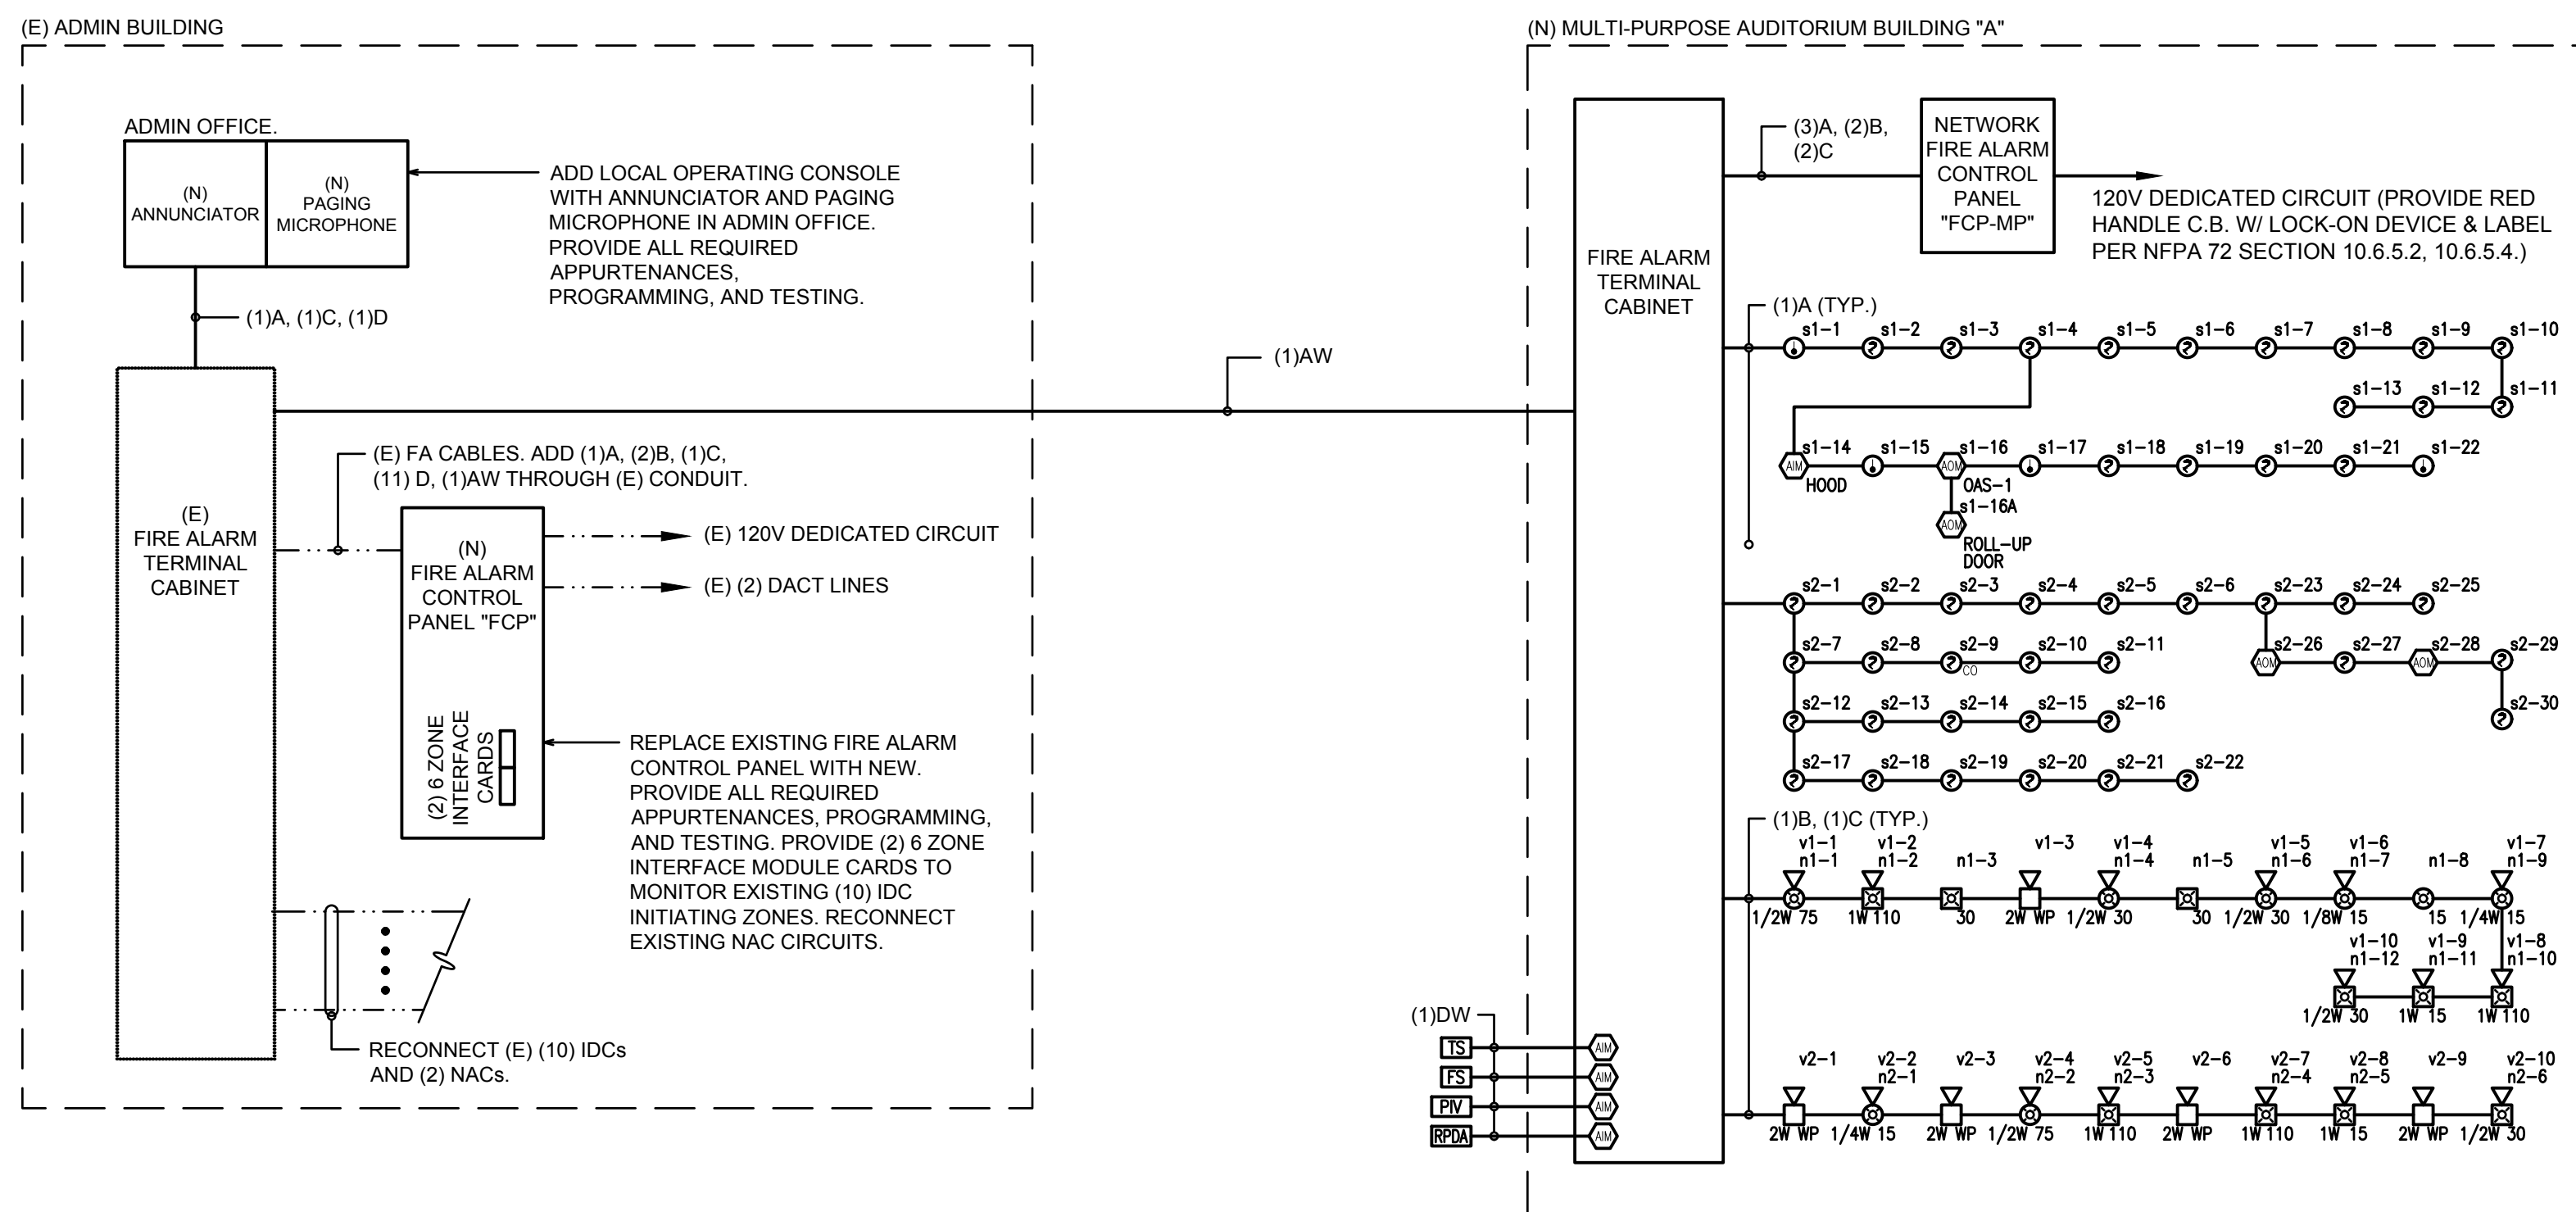 (E) ADMIN BUILDING
ADMIN OFFICE.
(N)
ANNUNCIATOR
(N)
PAGING
MICROPHONE
ADD LOCAL OPERATING CONSOLE
WITH ANNUNCIATOR AND PAGING
MICROPHONE IN ADMIN OFFICE.
PROVIDE ALL REQUIRED
APPURTENANCES,
PROGRAMMING, AND TESTING.
(1)A, (1)C, (1)D
(E)
FIRE ALARM
TERMINAL
CABINET
(E) FA CABLES. ADD (1)A, (2)B, (1)C,
(11) D, (1)AW THROUGH (E) CONDUIT.
(N)
FIRE ALARM
CONTROL
PANEL "FCP"
(2) 6 ZONE
INTERFACE
CARDS
(E) 120V DEDICATED CIRCUIT
(E) (2) DACT LINES
REPLACE EXISTING FIRE ALARM
CONTROL PANEL WITH NEW.
PROVIDE ALL REQUIRED
APPURTENANCES, PROGRAMMING,
AND TESTING. PROVIDE (2) 6 ZONE
INTERFACE MODULE CARDS TO
MONITOR EXISTING (10) IDC
INITIATING ZONES. RECONNECT
EXISTING NAC CIRCUITS.
RECONNECT (E) (10) IDCs
AND (2) NACs.
(1)AW
(N) MULTI-PURPOSE AUDITORIUM BUILDING "A"
FIRE ALARM
TERMINAL
CABINET
(3)A, (2)B,
(2)C
NETWORK
FIRE ALARM
CONTROL
PANEL
"FCP-MP"
120V DEDICATED CIRCUIT (PROVIDE RED
HANDLE C.B. W/ LOCK-ON DEVICE & LABEL
PER NFPA 72 SECTION 10.6.5.2, 10.6.5.4.)
(1)A (TYP.)
s1-1 s1-2 s1-3 s1-4 s1-5 s1-6 s1-7 s1-8 s1-9 s1-10
s1-13 s1-12 s1-11
s1-14 s1-15 s1-16 s1-17 s1-18 s1-19 s1-20 s1-21 s1-22
AIM AOM
HOOD OAS-1
s1-16A
AOM
ROLL-UP
DOOR
s2-1 s2-2 s2-3 s2-4 s2-5 s2-6 s2-23 s2-24 s2-25
s2-7 s2-8 s2-9 s2-10 s2-11 s2-26 s2-27 s2-28 s2-29
CO AOM AOM
s2-12 s2-13 s2-14 s2-15 s2-16 s2-30
s2-17 s2-18 s2-19 s2-20 s2-21 s2-22
(1)B, (1)C (TYP.)
v1-1 v1-2 v1-3 v1-4 v1-5 v1-6 v1-7
n1-1 n1-2 n1-3 n1-4 n1-5 n1-6 n1-7 n1-8 n1-9
1/2W 75 1W 110 30 2W WP 1/2W 30 30 1/2W 30 1/8W 15 15 1/4W 15
v1-10 v1-9 v1-8
n1-12 n1-11 n1-10
1/2W 30 1W 15 1W 110
v2-1 v2-2 v2-3 v2-4 v2-5 v2-6 v2-7 v2-8 v2-9 v2-10
n2-1 n2-2 n2-3 n2-4 n2-5 n2-6
2W WP 1/4W 15 2W WP 1/2W 75 1W 110 2W WP 1W 110 1W 15 2W WP 1/2W 30
(1)DW
TS AIM
FS AIM
PIV AIM
RPDA AIM